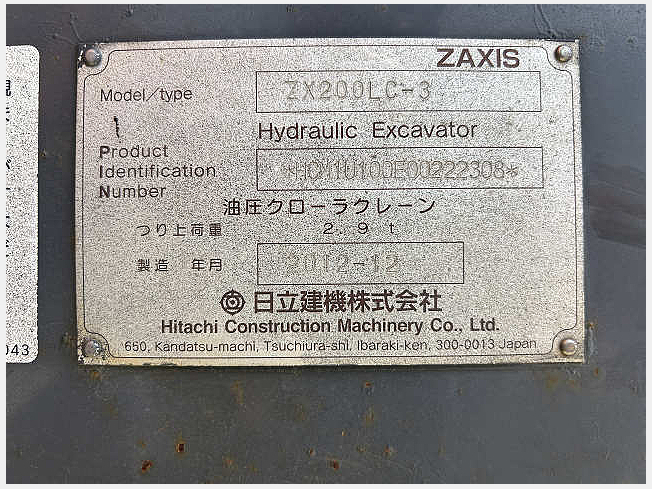 ZAXIS
Model/type ZX200LC-3
Hydraulic Excavator
Product
Identification
Number
油圧クローラクレーン
つり上荷重 2.9 t
製造 年月 2012-12
日立建機株式会社
Hitachi Construction Machinery Co., Ltd.
650, Kandatsu-machi, Tsuchiura-shi, Ibaraki-ken, 300-0013 Japan